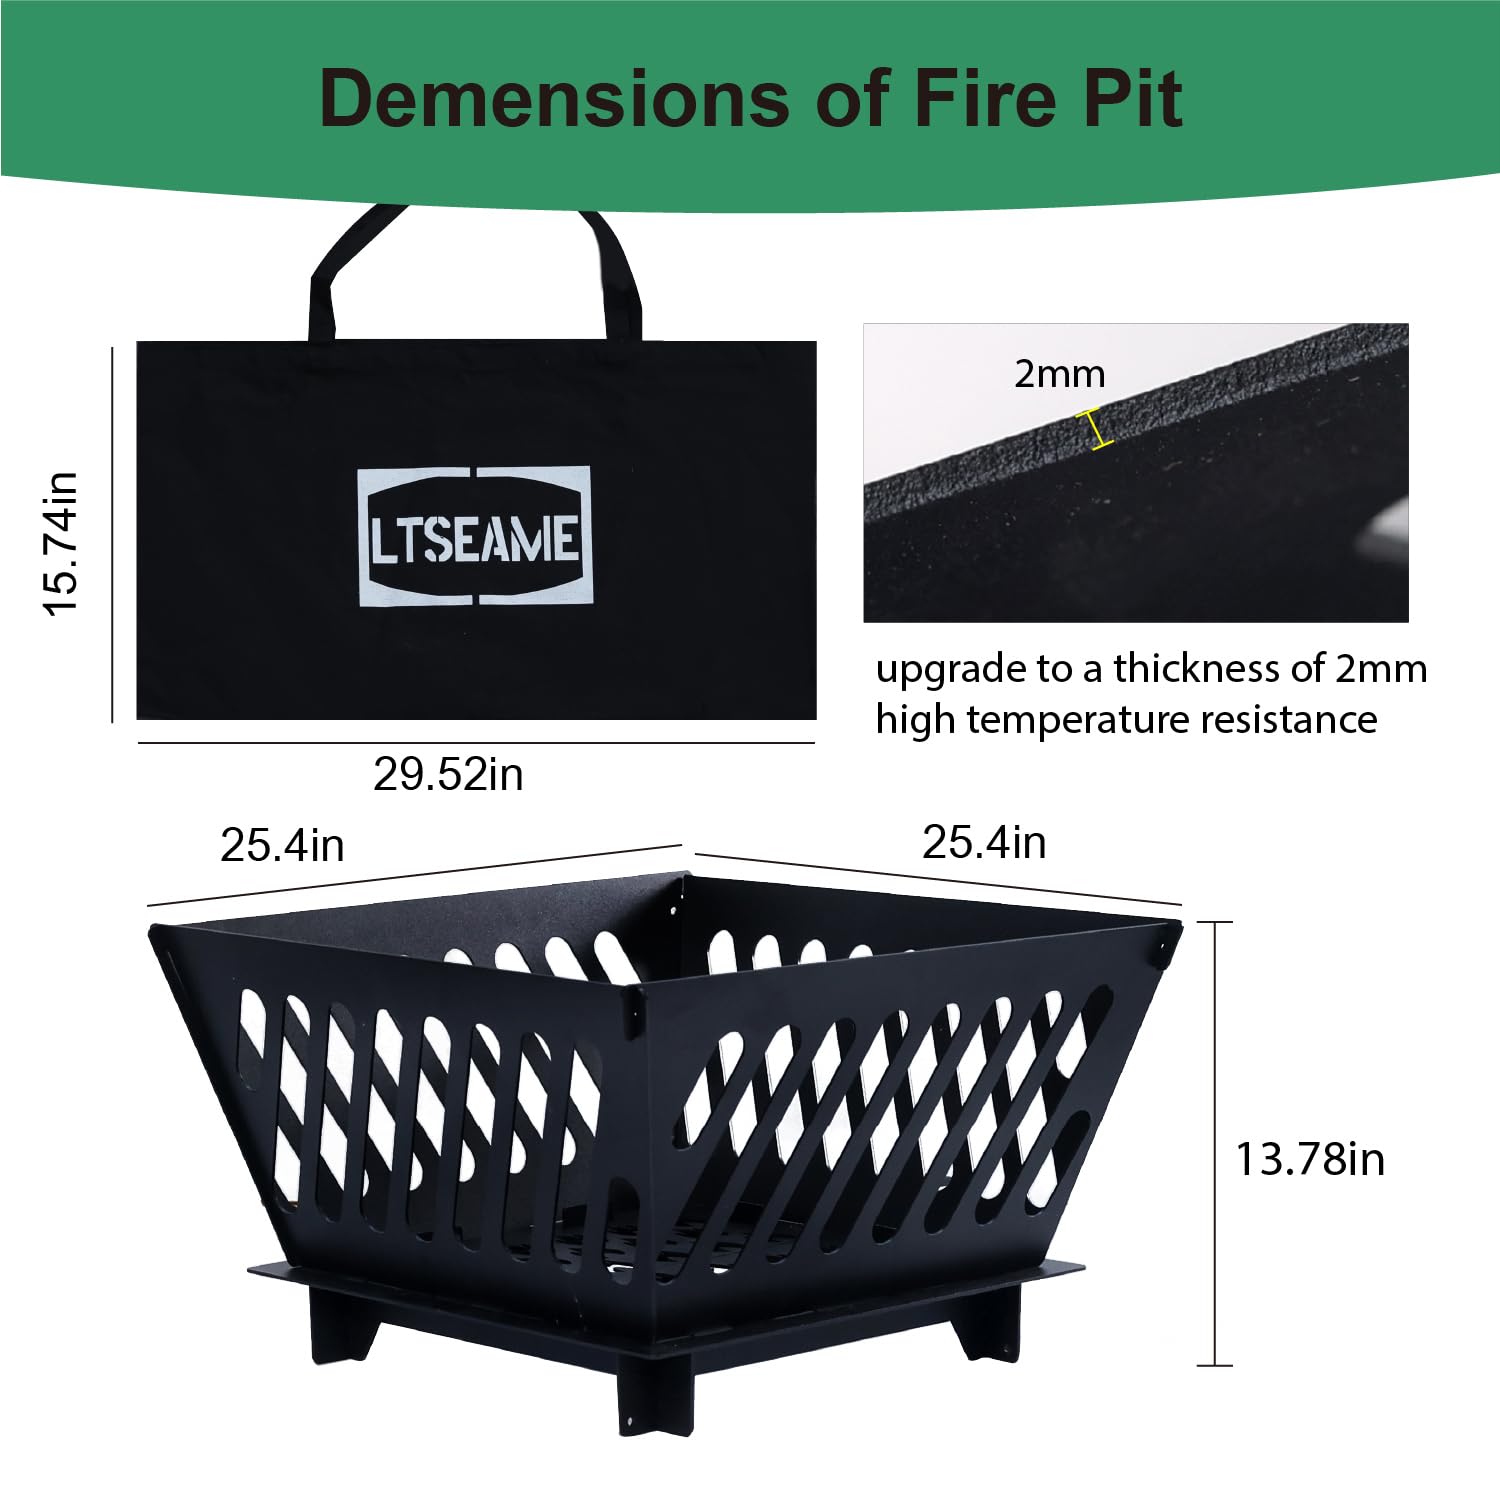 Demensions of Fire Pit
15.74in
LTSEAME
29.52in
2mm
upgrade to a thickness of 2mm
high temperature resistance
25.4in
25.4in
13.78in